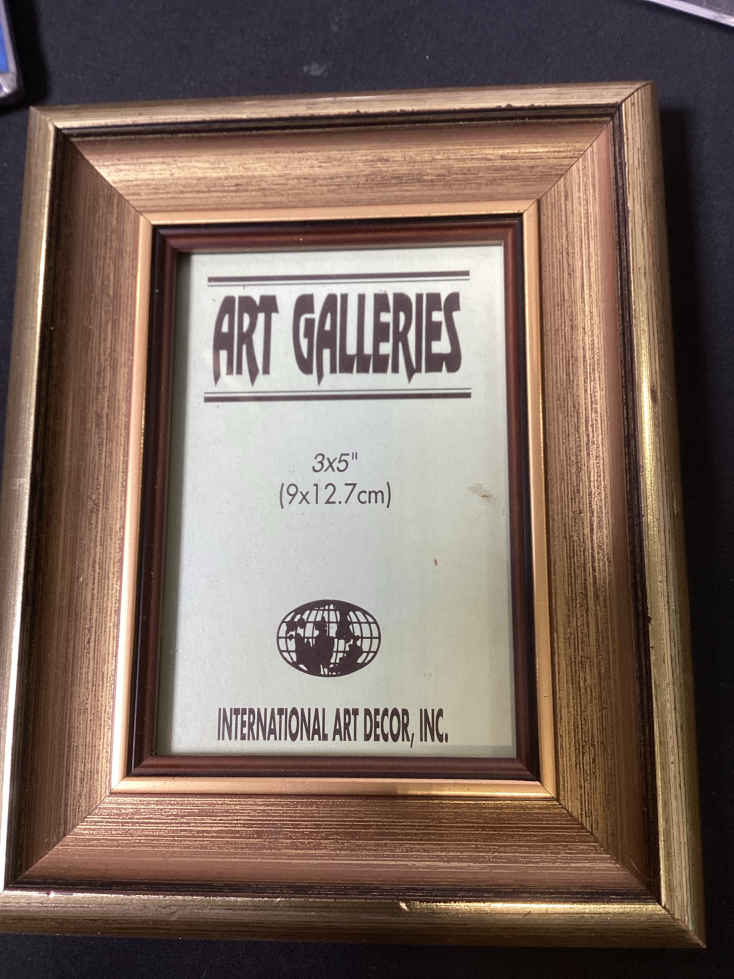 ART GALLERIES
3x5"
(9x12.7cm)
INTERNATIONAL ART DECOR, INC.